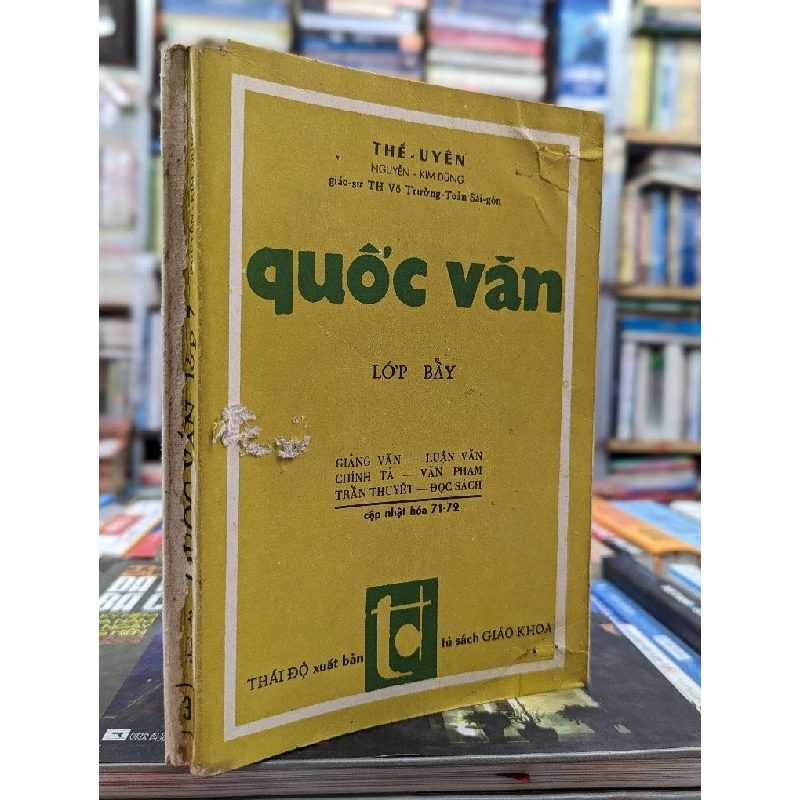 THẾ - UYÊN
NGUYỄN - KIM DŨNG
giáo-sư TH Võ Trường-Toản Sài-gòn
quốc văn
LỚP BẢY
GIẢNG VĂN — LUẬN VĂN
CHÍNH TẢ — VĂN PHẠM
TRẦN THUYẾT — ĐỌC SÁCH
cập nhật hóa 71-72
THÁI ĐỘ xuất bản
tđ
tủ sách GIÁO KHOA